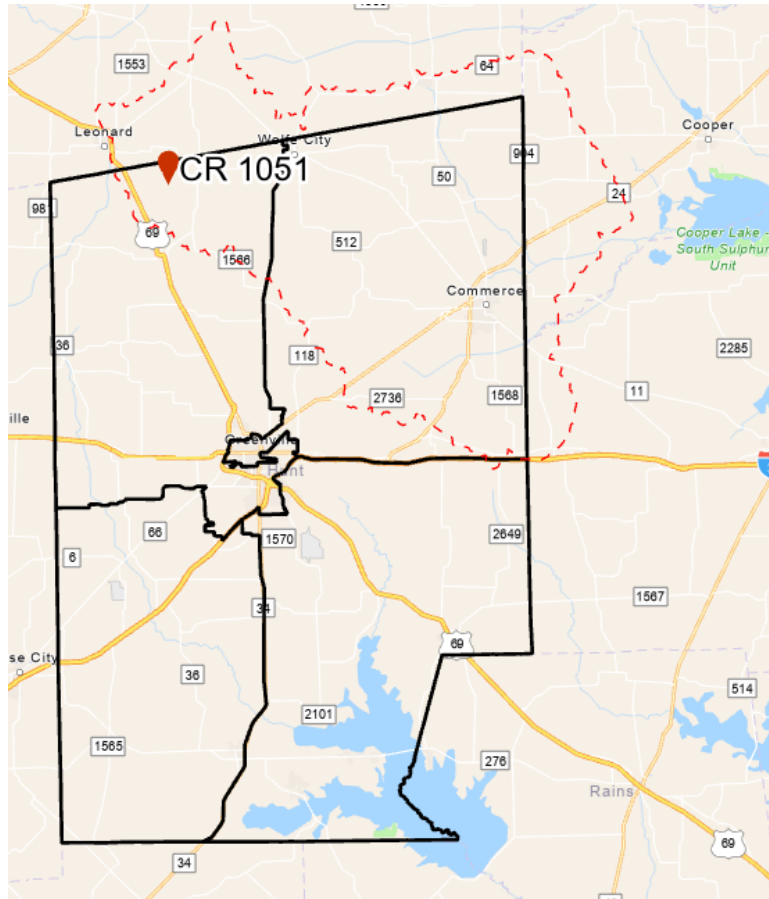 1553
64
Leonard
Wolfe City
Cooper
CR 1051
904
50
981
24
69
512
1566
Cooper Lake -
South Sulphur
Unit
Commerce
36
118
2285
2736
1568
11
ille
Greenville
Hunt
66
1570
2649
6
1567
34
69
se City
36
514
2101
1565
276
Rains
34
69